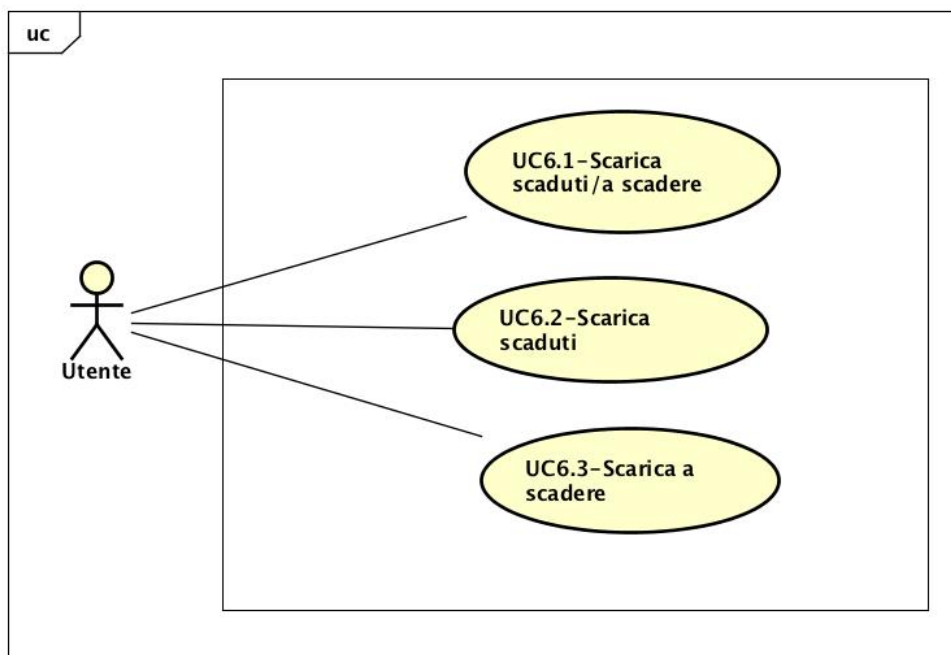 uc
UC6.1-Scarica
scaduti/a scadere
UC6.2-Scarica
scaduti
Utente
UC6.3-Scarica a
scadere